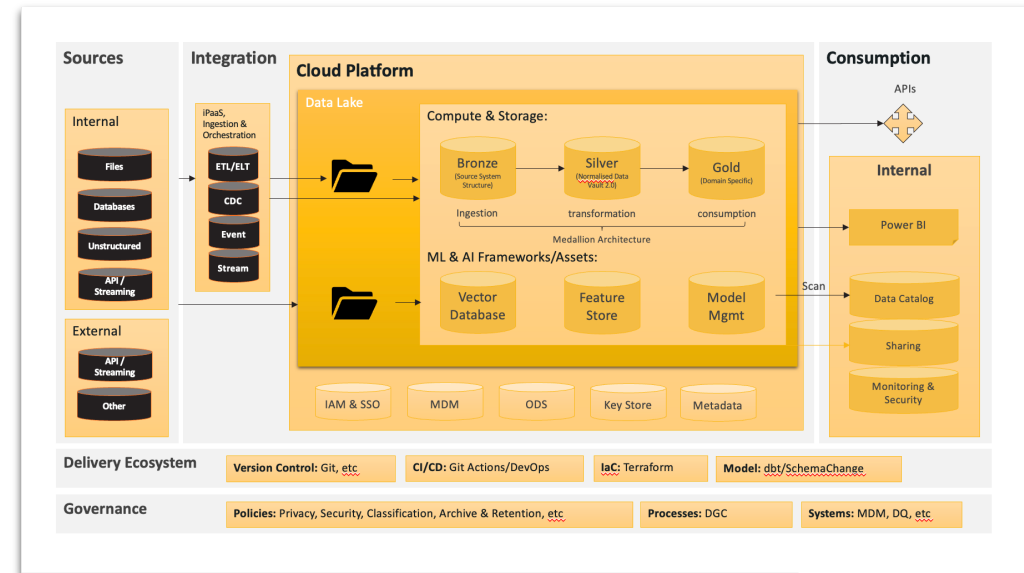 Sources
Integration
Cloud Platform
Consumption
Internal
Files
Databases
Unstructured
API /
Streaming
External
API /
Streaming
Other
iPaaS,
Ingestion &
Orchestration
ETL/ELT
CDC
Event
Stream
Data Lake
Compute & Storage:
Bronze
(Source System
Structure)
Silver
(Normalised Data
Vault 2.0)
Gold
(Domain Specific)
Ingestion
transformation
consumption
Medallion Architecture
ML & AI Frameworks/Assets:
Vector
Database
Feature
Store
Model
Mgmt
IAM & SSO
MDM
ODS
Key Store
Metadata
Scan
APIs
Internal
Power BI
Data Catalog
Sharing
Monitoring &
Security
Delivery Ecosystem
Version Control: Git, etc
CI/CD: Git Actions/DevOps
IaC: Terraform
Model: dbt/SchemaChange
Governance
Policies: Privacy, Security, Classification, Archive & Retention, etc
Processes: DGC
Systems: MDM, DQ, etc